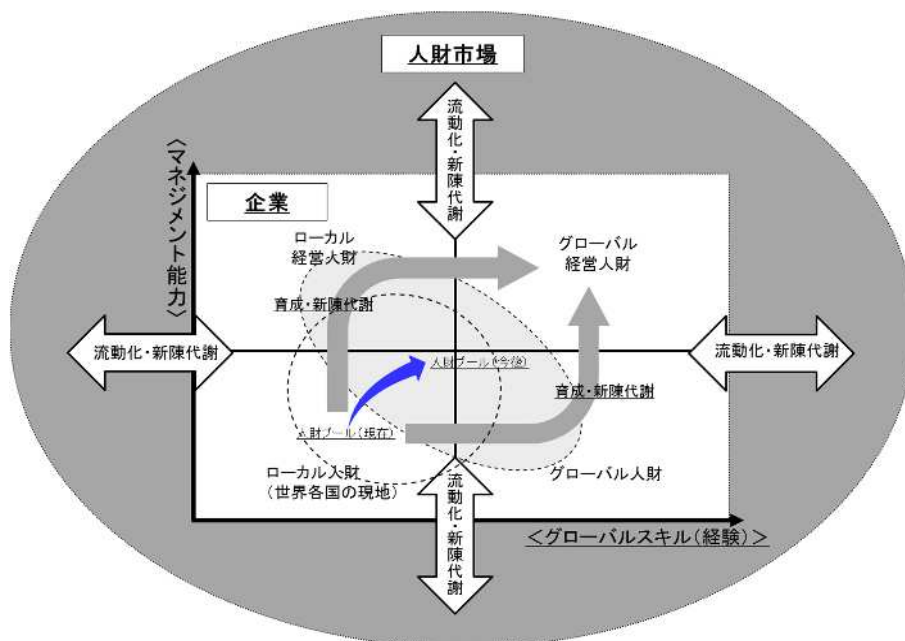 人財市場
流動化・新陳代謝
<マネジメント能力>
企業
ローカル
経営人財
グローバル
経営人財
育成・新陳代謝
流動化・新陳代謝
流動化・新陳代謝
人財プール(今後)
育成・新陳代謝
人財プール(現在)
ローカル人財
(世界各国の現地)
グローバル人財
流動化・新陳代謝
<グローバルスキル(経験)>